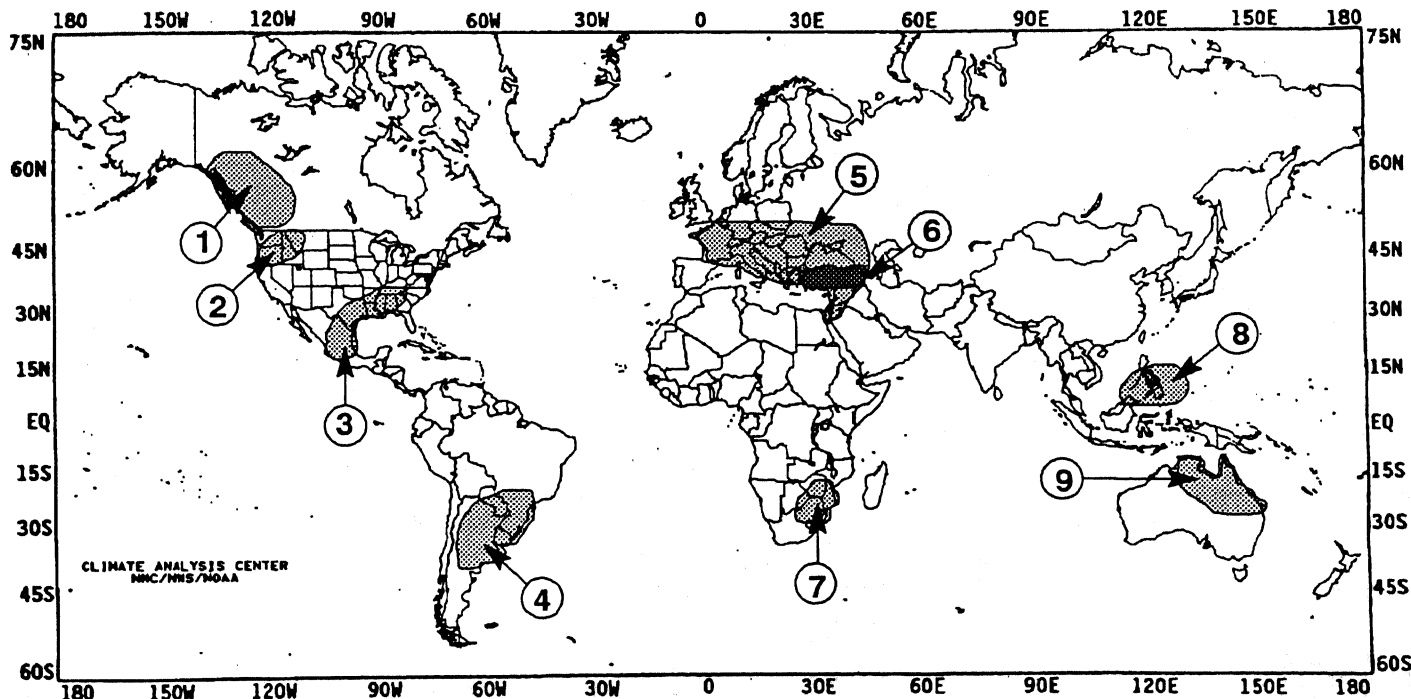 180 150W 120W 90W 60W 30W 0 30E 60E 90E 120E 150E 180
75N 75N
60N 60N
5
1 6
45N 45N
2
30N 30N
8
15N 15N
3
EQ EQ
9
15S 15S
30S 30S
CLIMATE ANALYSIS CENTER
NMC/NWS/NOAA
7
4
45S 45S
60S 60S
180 150W 120W 90W 60W 30W 0 30E 60E 90E 120E 150E 180